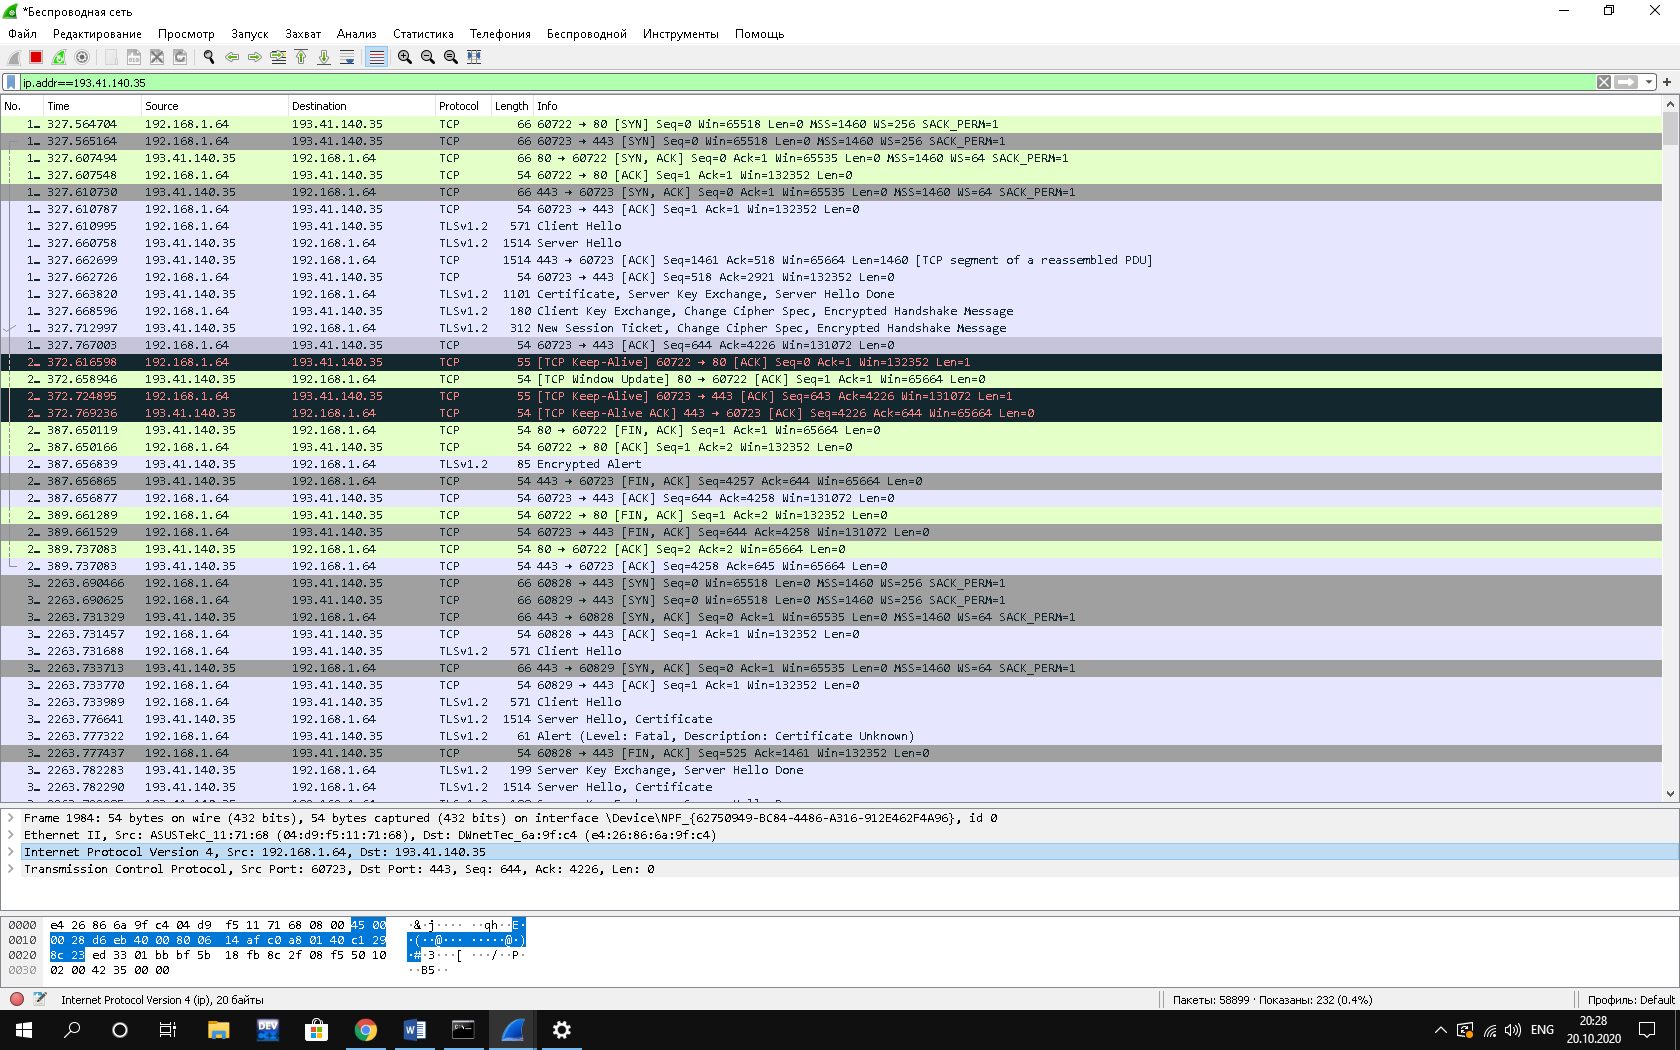 *Беспроводная сеть
Файл Редактирование Просмотр Запуск Захват Анализ Статистика Телефония Беспроводной Инструменты Помощь
ip.addr==193.41.140.35
No. Time Source Destination Protocol Length Info
1… 327.564704 192.168.1.64 193.41.140.35 TCP 66 60722 → 80 [SYN] Seq=0 Win=65518 Len=0 MSS=1460 WS=256 SACK_PERM=1
1… 327.565164 192.168.1.64 193.41.140.35 TCP 66 60723 → 443 [SYN] Seq=0 Win=65518 Len=0 MSS=1460 WS=256 SACK_PERM=1
1… 327.607494 193.41.140.35 192.168.1.64 TCP 66 80 → 60722 [SYN, ACK] Seq=0 Ack=1 Win=65535 Len=0 MSS=1460 WS=64 SACK_PERM=1
1… 327.607548 192.168.1.64 193.41.140.35 TCP 54 60722 → 80 [ACK] Seq=1 Ack=1 Win=132352 Len=0
1… 327.610730 193.41.140.35 192.168.1.64 TCP 66 443 → 60723 [SYN, ACK] Seq=0 Ack=1 Win=65535 Len=0 MSS=1460 WS=64 SACK_PERM=1
1… 327.610787 192.168.1.64 193.41.140.35 TCP 54 60723 → 443 [ACK] Seq=1 Ack=1 Win=132352 Len=0
1… 327.610995 192.168.1.64 193.41.140.35 TLSv1.2 571 Client Hello
1… 327.660758 193.41.140.35 192.168.1.64 TLSv1.2 1514 Server Hello
1… 327.662699 193.41.140.35 192.168.1.64 TCP 1514 443 → 60723 [ACK] Seq=1461 Ack=518 Win=65664 Len=1460 [TCP segment of a reassembled PDU]
1… 327.662726 192.168.1.64 193.41.140.35 TCP 54 60723 → 443 [ACK] Seq=518 Ack=2921 Win=132352 Len=0
1… 327.663820 193.41.140.35 192.168.1.64 TLSv1.2 1101 Certificate, Server Key Exchange, Server Hello Done
1… 327.668596 192.168.1.64 193.41.140.35 TLSv1.2 180 Client Key Exchange, Change Cipher Spec, Encrypted Handshake Message
1… 327.712997 193.41.140.35 192.168.1.64 TLSv1.2 312 New Session Ticket, Change Cipher Spec, Encrypted Handshake Message
1… 327.767003 192.168.1.64 193.41.140.35 TCP 54 60723 → 443 [ACK] Seq=644 Ack=4226 Win=131072 Len=0
2… 372.616598 192.168.1.64 193.41.140.35 TCP 55 [TCP Keep-Alive] 60722 → 80 [ACK] Seq=0 Ack=1 Win=132352 Len=1
2… 372.658946 193.41.140.35 192.168.1.64 TCP 54 [TCP Window Update] 80 → 60722 [ACK] Seq=1 Ack=1 Win=65664 Len=0
2… 372.724895 192.168.1.64 193.41.140.35 TCP 55 [TCP Keep-Alive] 60723 → 443 [ACK] Seq=643 Ack=4226 Win=131072 Len=1
2… 372.769236 193.41.140.35 192.168.1.64 TCP 54 [TCP Keep-Alive ACK] 443 → 60723 [ACK] Seq=4226 Ack=644 Win=65664 Len=0
2… 387.650119 193.41.140.35 192.168.1.64 TCP 54 80 → 60722 [FIN, ACK] Seq=1 Ack=1 Win=65664 Len=0
2… 387.650166 192.168.1.64 193.41.140.35 TCP 54 60722 → 80 [ACK] Seq=1 Ack=2 Win=132352 Len=0
2… 387.656839 193.41.140.35 192.168.1.64 TLSv1.2 85 Encrypted Alert
2… 387.656865 193.41.140.35 192.168.1.64 TCP 54 443 → 60723 [FIN, ACK] Seq=4257 Ack=644 Win=65664 Len=0
2… 387.656877 192.168.1.64 193.41.140.35 TCP 54 60723 → 443 [ACK] Seq=644 Ack=4258 Win=131072 Len=0
2… 389.661289 192.168.1.64 193.41.140.35 TCP 54 60722 → 80 [FIN, ACK] Seq=1 Ack=2 Win=132352 Len=0
2… 389.661529 192.168.1.64 193.41.140.35 TCP 54 60723 → 443 [FIN, ACK] Seq=644 Ack=4258 Win=131072 Len=0
2… 389.737083 193.41.140.35 192.168.1.64 TCP 54 80 → 60722 [ACK] Seq=2 Ack=2 Win=65664 Len=0
2… 389.737083 193.41.140.35 192.168.1.64 TCP 54 443 → 60723 [ACK] Seq=4258 Ack=645 Win=65664 Len=0
3… 2263.690466 192.168.1.64 193.41.140.35 TCP 66 60828 → 443 [SYN] Seq=0 Win=65518 Len=0 MSS=1460 WS=256 SACK_PERM=1
3… 2263.690625 192.168.1.64 193.41.140.35 TCP 66 60829 → 443 [SYN] Seq=0 Win=65518 Len=0 MSS=1460 WS=256 SACK_PERM=1
3… 2263.731329 193.41.140.35 192.168.1.64 TCP 66 443 → 60828 [SYN, ACK] Seq=0 Ack=1 Win=65535 Len=0 MSS=1460 WS=64 SACK_PERM=1
3… 2263.731457 192.168.1.64 193.41.140.35 TCP 54 60828 → 443 [ACK] Seq=1 Ack=1 Win=132352 Len=0
3… 2263.731688 192.168.1.64 193.41.140.35 TLSv1.2 571 Client Hello
3… 2263.733713 193.41.140.35 192.168.1.64 TCP 66 443 → 60829 [SYN, ACK] Seq=0 Ack=1 Win=65535 Len=0 MSS=1460 WS=64 SACK_PERM=1
3… 2263.733770 192.168.1.64 193.41.140.35 TCP 54 60829 → 443 [ACK] Seq=1 Ack=1 Win=132352 Len=0
3… 2263.733989 192.168.1.64 193.41.140.35 TLSv1.2 571 Client Hello
3… 2263.776641 193.41.140.35 192.168.1.64 TLSv1.2 1514 Server Hello, Certificate
3… 2263.777322 192.168.1.64 193.41.140.35 TLSv1.2 61 Alert (Level: Fatal, Description: Certificate Unknown)
3… 2263.777437 192.168.1.64 193.41.140.35 TCP 54 60828 → 443 [FIN, ACK] Seq=525 Ack=1461 Win=132352 Len=0
3… 2263.782283 193.41.140.35 192.168.1.64 TLSv1.2 199 Server Key Exchange, Server Hello Done
3… 2263.782290 193.41.140.35 192.168.1.64 TLSv1.2 1514 Server Hello, Certificate
Frame 1984: 54 bytes on wire (432 bits), 54 bytes captured (432 bits) on interface \Device\NPF_{62750949-BC84-4486-A316-912E462F4A96}, id 0
Ethernet II, Src: ASUSTekC_11:71:68 (04:d9:f5:11:71:68), Dst: DWnetTec_6a:9f:c4 (e4:26:86:6a:9f:c4)
Internet Protocol Version 4, Src: 192.168.1.64, Dst: 193.41.140.35
Transmission Control Protocol, Src Port: 60723, Dst Port: 443, Seq: 644, Ack: 4226, Len: 0
0000 e4 26 86 6a 9f c4 04 d9 f5 11 71 68 08 00 45 00 ·&·j···· ··qh··E·
0010 00 28 d6 eb 40 00 80 06 14 af c0 a8 01 40 c1 29 ·(··@··· ·····@·)
0020 8c 23 ed 33 01 bb bf 5b 18 fb 8c 2f 08 f5 50 10 ·#·3···[ ···/··P·
0030 02 00 42 35 00 00 ··B5··
Internet Protocol Version 4 (ip), 20 байты
Пакеты: 58899 · Показаны: 232 (0.4%)
Профиль: Default
DEV
ENG
20:28
20.10.2020